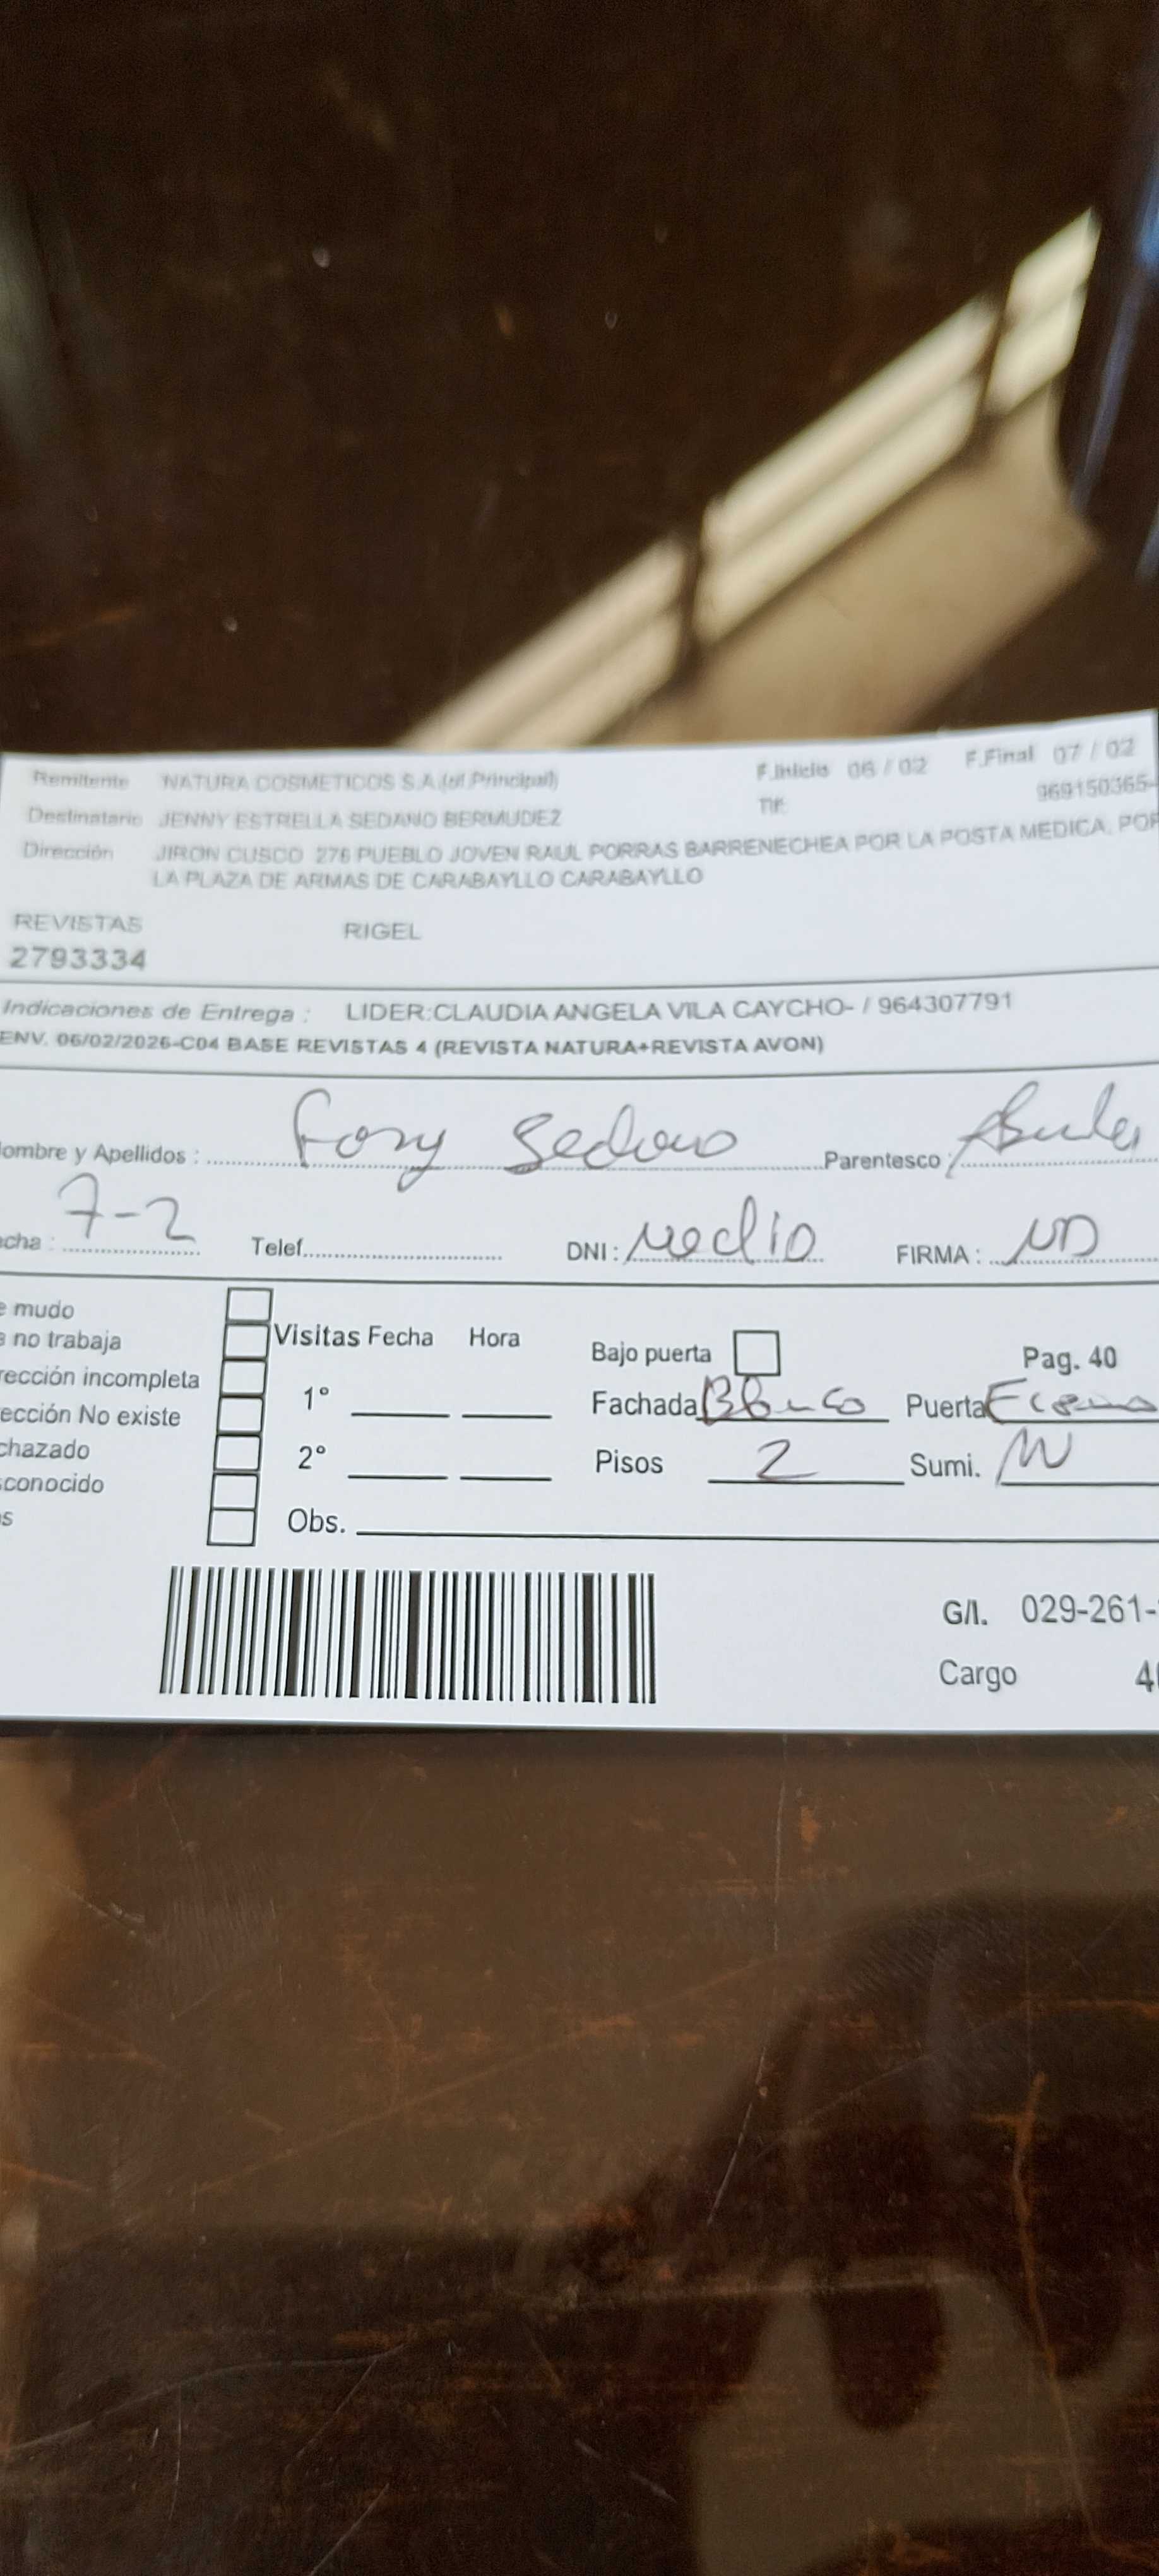 Remitente NATURA COSMETICOS S.A.(of.Principal) F.Inicio 06 / 02 F.Final 07 / 02
Destinatario JENNY ESTRELLA SEDANO BERMUDEZ Tlf: 969150365-
Dirección JIRON CUSCO 276 PUEBLO JOVEN RAUL PORRAS BARRENECHEA POR LA POSTA MEDICA, POR
LA PLAZA DE ARMAS DE CARABAYLLO CARABAYLLO
REVISTAS RIGEL
2793334
Indicaciones de Entrega : LIDER:CLAUDIA ANGELA VILA CAYCHO- / 964307791
ENV. 06/02/2026-C04 BASE REVISTAS 4 (REVISTA NATURA+REVISTA AVON)
ombre y Apellidos : Sedano Parentesco :
cha : 7-2 Telef. DNI : FIRMA : ND
e mudo
no trabaja Visitas Fecha Hora Bajo puerta Pag. 40
rección incompleta
ección No existe 1° Fachada Blanco Puerta
chazado
sconocido 2° Pisos 2 Sumi.
s Obs.
G/I. 029-261-
Cargo 4